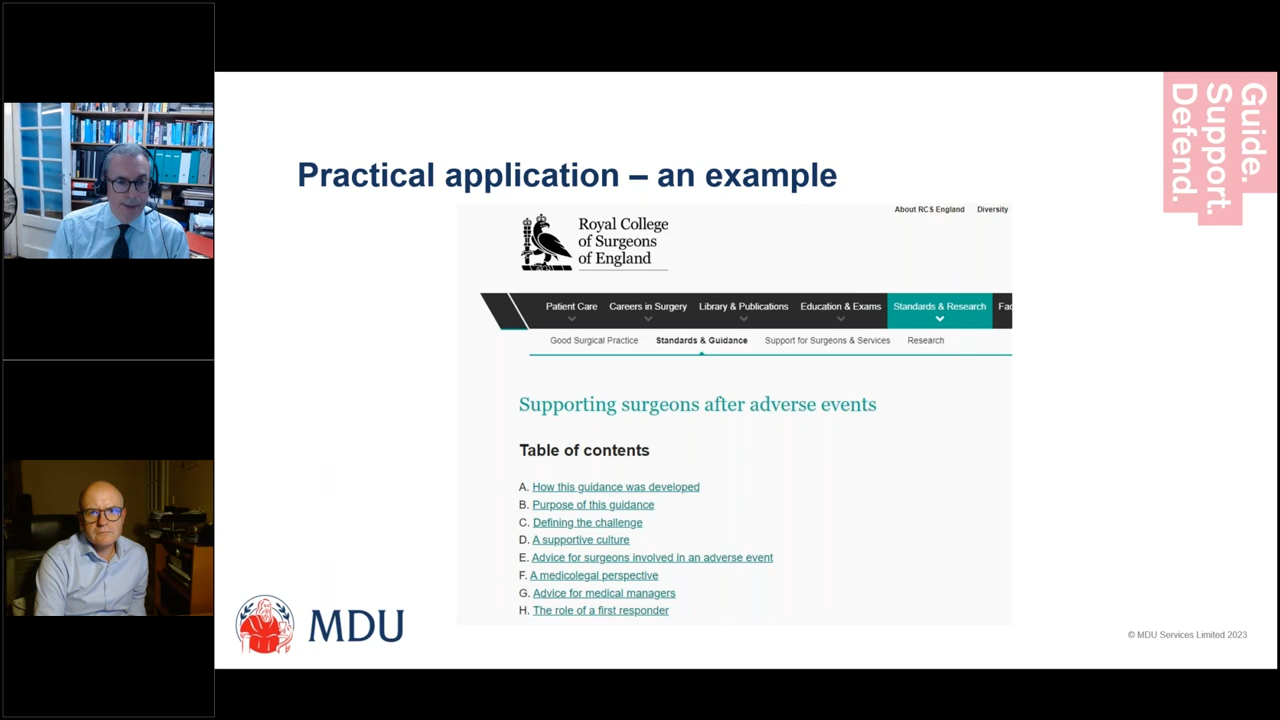 Guide.
Support.
Defend.
Practical application – an example
About RCS England Diversity
Royal College
of Surgeons
of England
Patient Care Careers in Surgery Library & Publications Education & Exams Standards & Research Fac
Good Surgical Practice Standards & Guidance Support for Surgeons & Services Research
Supporting surgeons after adverse events
Table of contents
A. How this guidance was developed
B. Purpose of this guidance
C. Defining the challenge
D. A supportive culture
E. Advice for surgeons involved in an adverse event
F. A medicolegal perspective
G. Advice for medical managers
H. The role of a first responder
MDU
© MDU Services Limited 2023